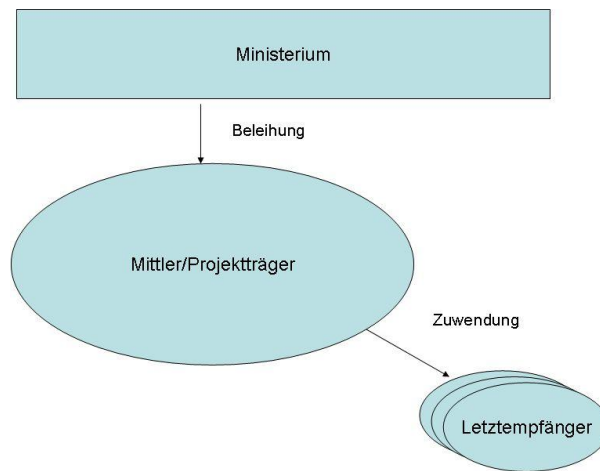 Ministerium
Beleihung
Mittler/Projektträger
Zuwendung
Letztempfänger